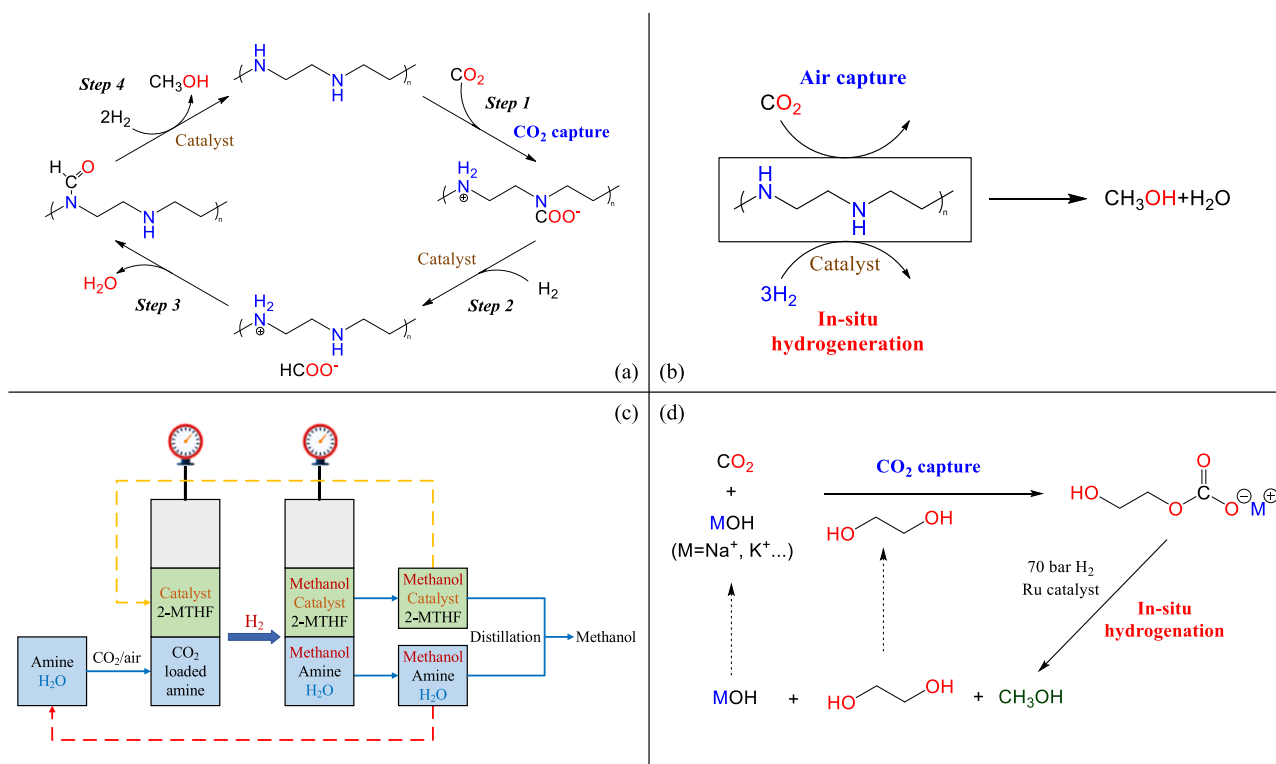 H
N
N
H
n
Step 4
CH3OH
2H2
Catalyst
CO2
Step 1
CO2 capture
H
O
C
N
N
H
n
H2
N
⊕
N
COO-
n
Catalyst
H2
Step 2
H2O
Step 3
H2
N
⊕
N
H
n
HCOO-
(a)
Air capture
CO2
H
N
N
H
n
CH3OH+H2O
Catalyst
3H2
In-situ
hydrogeneration
(b)
(c)
Catalyst
2-MTHF
H2
Methanol
Catalyst
2-MTHF
Methanol
Catalyst
2-MTHF
Distillation
Methanol
Amine
H2O
CO2/air
CO2
loaded
amine
Methanol
Amine
H2O
Methanol
Amine
H2O
(d)
CO2
+
MOH
(M=Na+, K+...)
CO2 capture
HO
OH
HO
O
C
O
O
⊖
M
⊕
70 bar H2
Ru catalyst
In-situ
hydrogenation
MOH
+
HO
OH
+
CH3OH